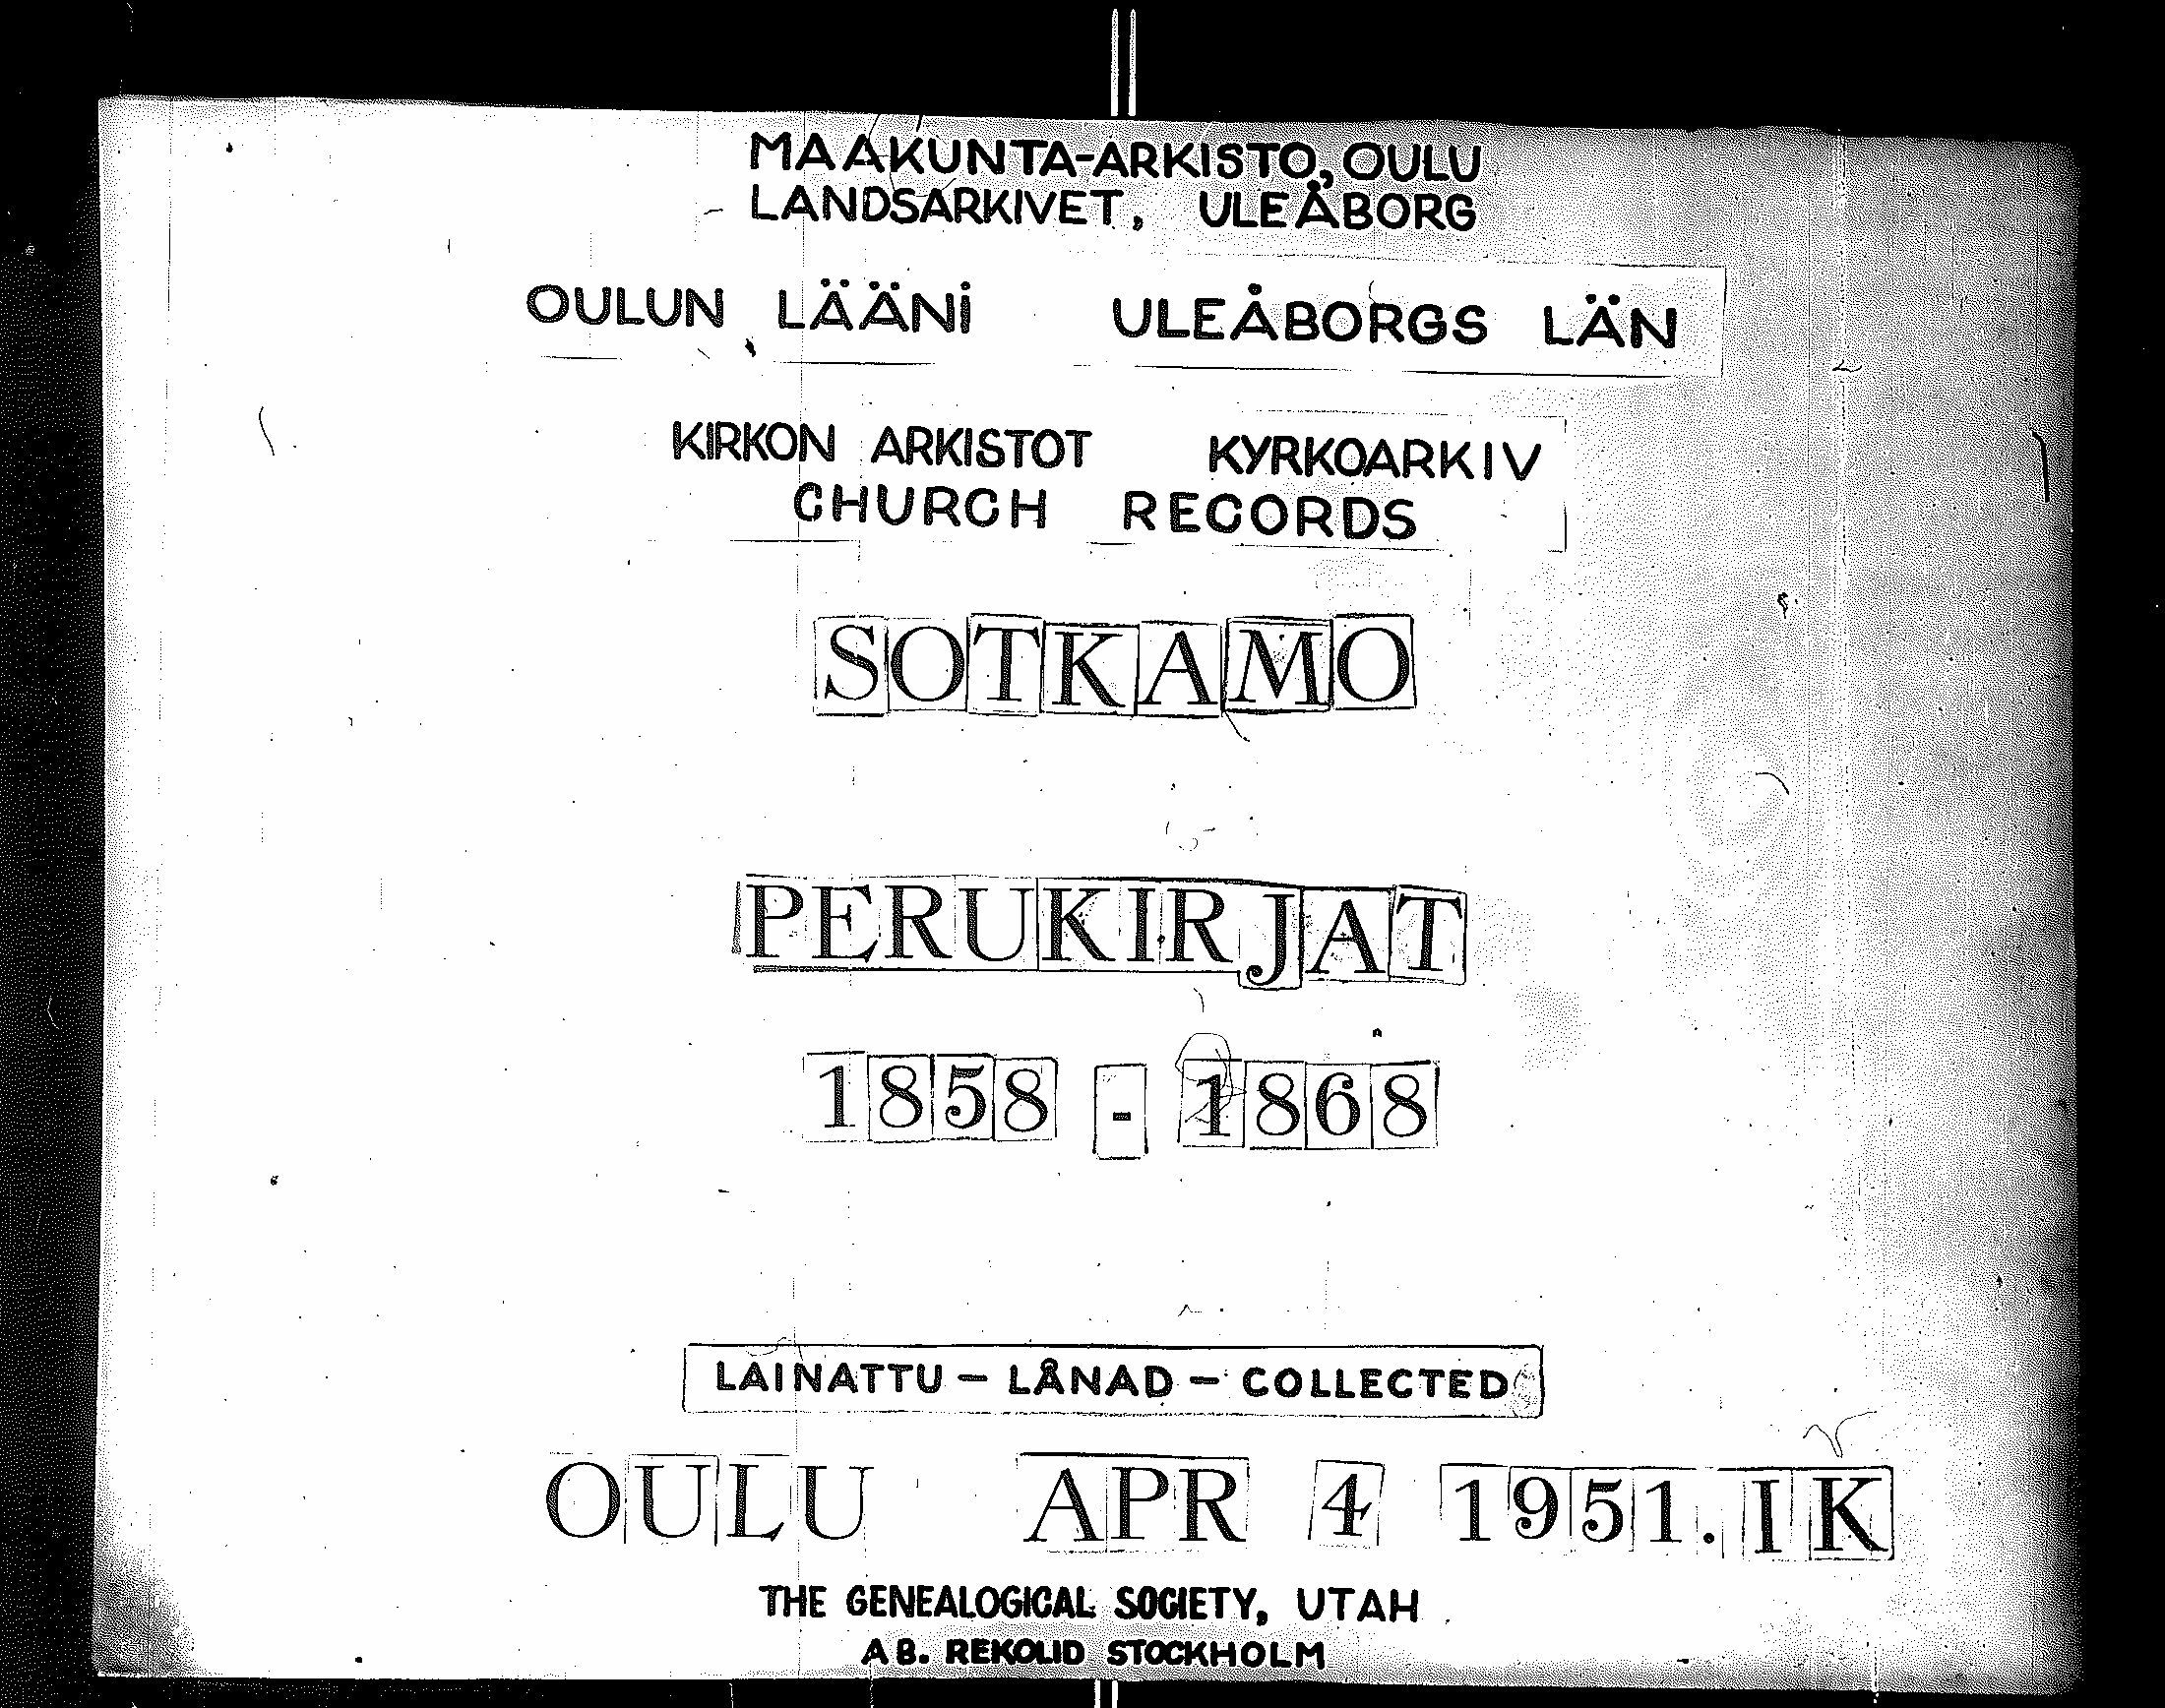 MAAKUNTA-ARKISTO, OULU
LANDSARKIVET, ULEÅBORG
OULUN LÄÄNI ULEÅBORGS LÄN
KIRKON ARKISTOT KYRKOARKIV
CHURCH RECORDS
SOTKAMO
PERUKIRJAT
1858 - 1868
LAINATTU – LÅNAD – COLLECTED
OULU APR 4 1951. IK
THE GENEALOGICAL SOCIETY, UTAH
AB. REKOLID STOCKHOLM